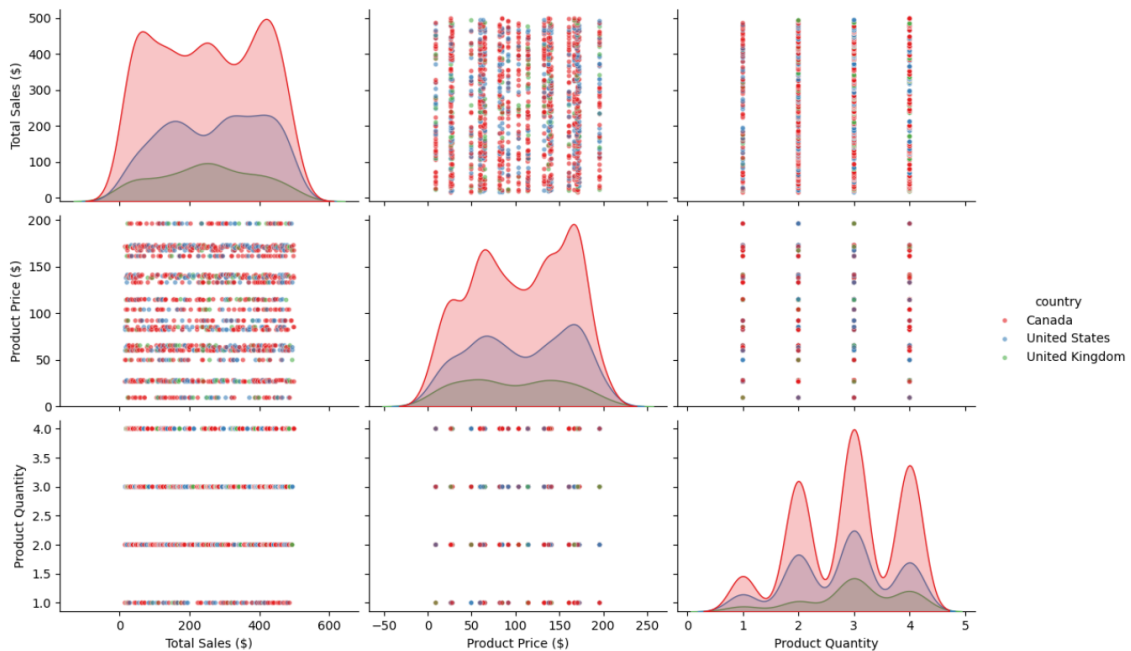 500
400
300
200
100
0
Total Sales ($)
200
150
100
50
0
Product Price ($)
country
Canada
United States
United Kingdom
4.0
3.5
3.0
2.5
2.0
1.5
1.0
Product Quantity
0 200 400 600
Total Sales ($)
−50 0 50 100 150 200 250
Product Price ($)
0 1 2 3 4 5
Product Quantity